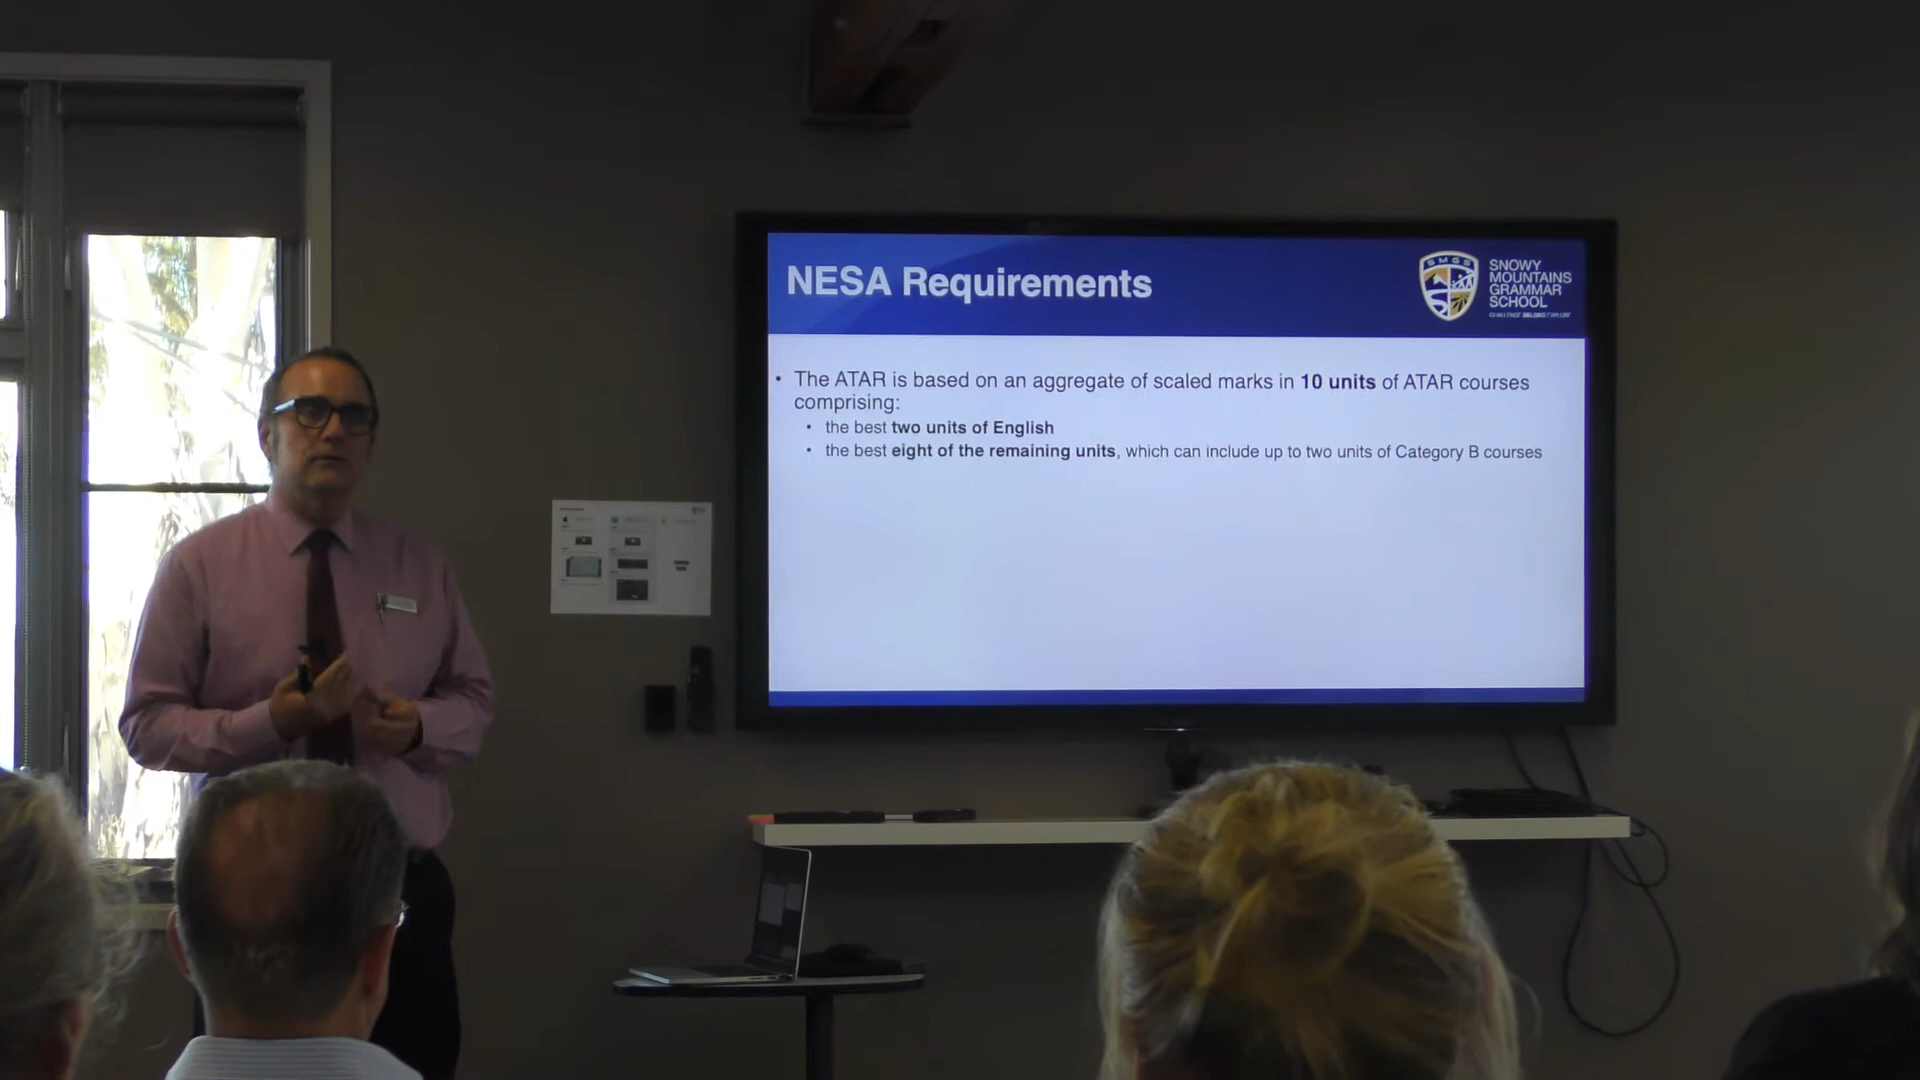 NESA Requirements
SMGS
SNOWY
MOUNTAINS
GRAMMAR
SCHOOL
• The ATAR is based on an aggregate of scaled marks in 10 units of ATAR courses
comprising:
• the best two units of English
• the best eight of the remaining units, which can include up to two units of Category B courses